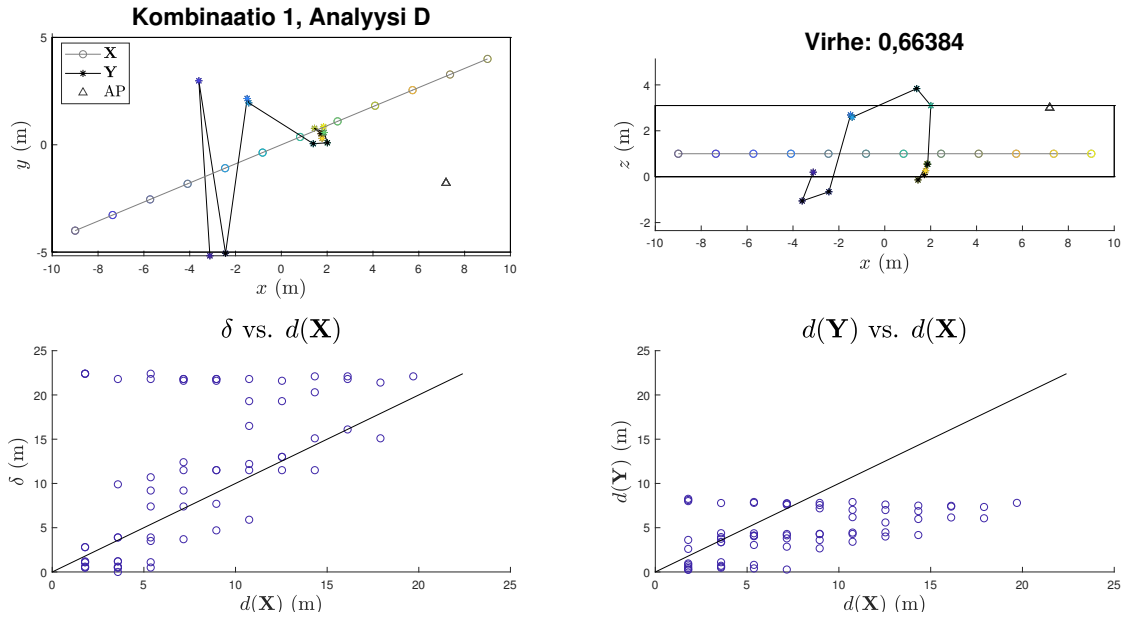 Kombinaatio 1, Analyysi D
5
0
-5
y (m)
X
Y
AP
-10 -8 -6 -4 -2 0 2 4 6 8 10
x (m)
Virhe: 0,66384
4
2
0
-2
z (m)
-10 -8 -6 -4 -2 0 2 4 6 8 10
x (m)
δ vs. d(X)
25
20
15
10
5
0
δ (m)
0 5 10 15 20 25
d(X) (m)
d(Y) vs. d(X)
25
20
15
10
5
0
d(Y) (m)
0 5 10 15 20 25
d(X) (m)